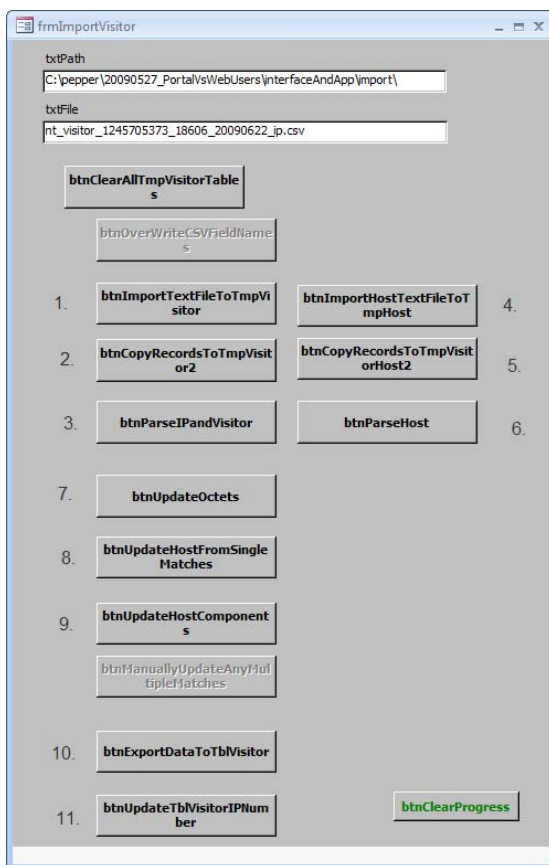 frmImportVisitor
txtPath
C:\pepper\20090527_PortalVsWebUsers\interfaceAndApp\import\
txtFile
nt_visitor_1245705373_18606_20090622_ip.csv
btnClearAllTmpVisitorTable
s
btnOverWriteCSVFieldName
s
1.
btnImportTextFileToTmpVi
sitor
btnImportHostTextFileToT
mpHost
4.
2.
btnCopyRecordsToTmpVisit
or2
btnCopyRecordsToTmpVisit
orHost2
5.
3.
btnParseIPandVisitor
btnParseHost
6.
7.
btnUpdateOctets
8.
btnUpdateHostFromSingle
Matches
9.
btnUpdateHostComponent
s
btnManuallyUpdateAnyMul
tipleMatches
10.
btnExportDataToTblVisitor
11.
btnUpdateTblVisitorIPNum
ber
btnClearProgress